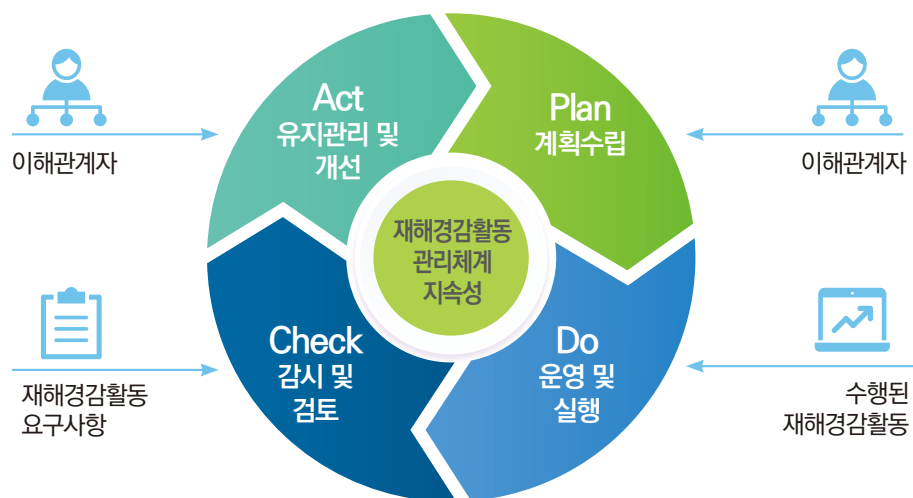 Act
유지관리 및
개선
Plan
계획수립
이해관계자
이해관계자
재해경감활동
관리체계
지속성
Check
감시 및
검토
Do
운영 및
실행
재해경감활동
요구사항
수행된
재해경감활동